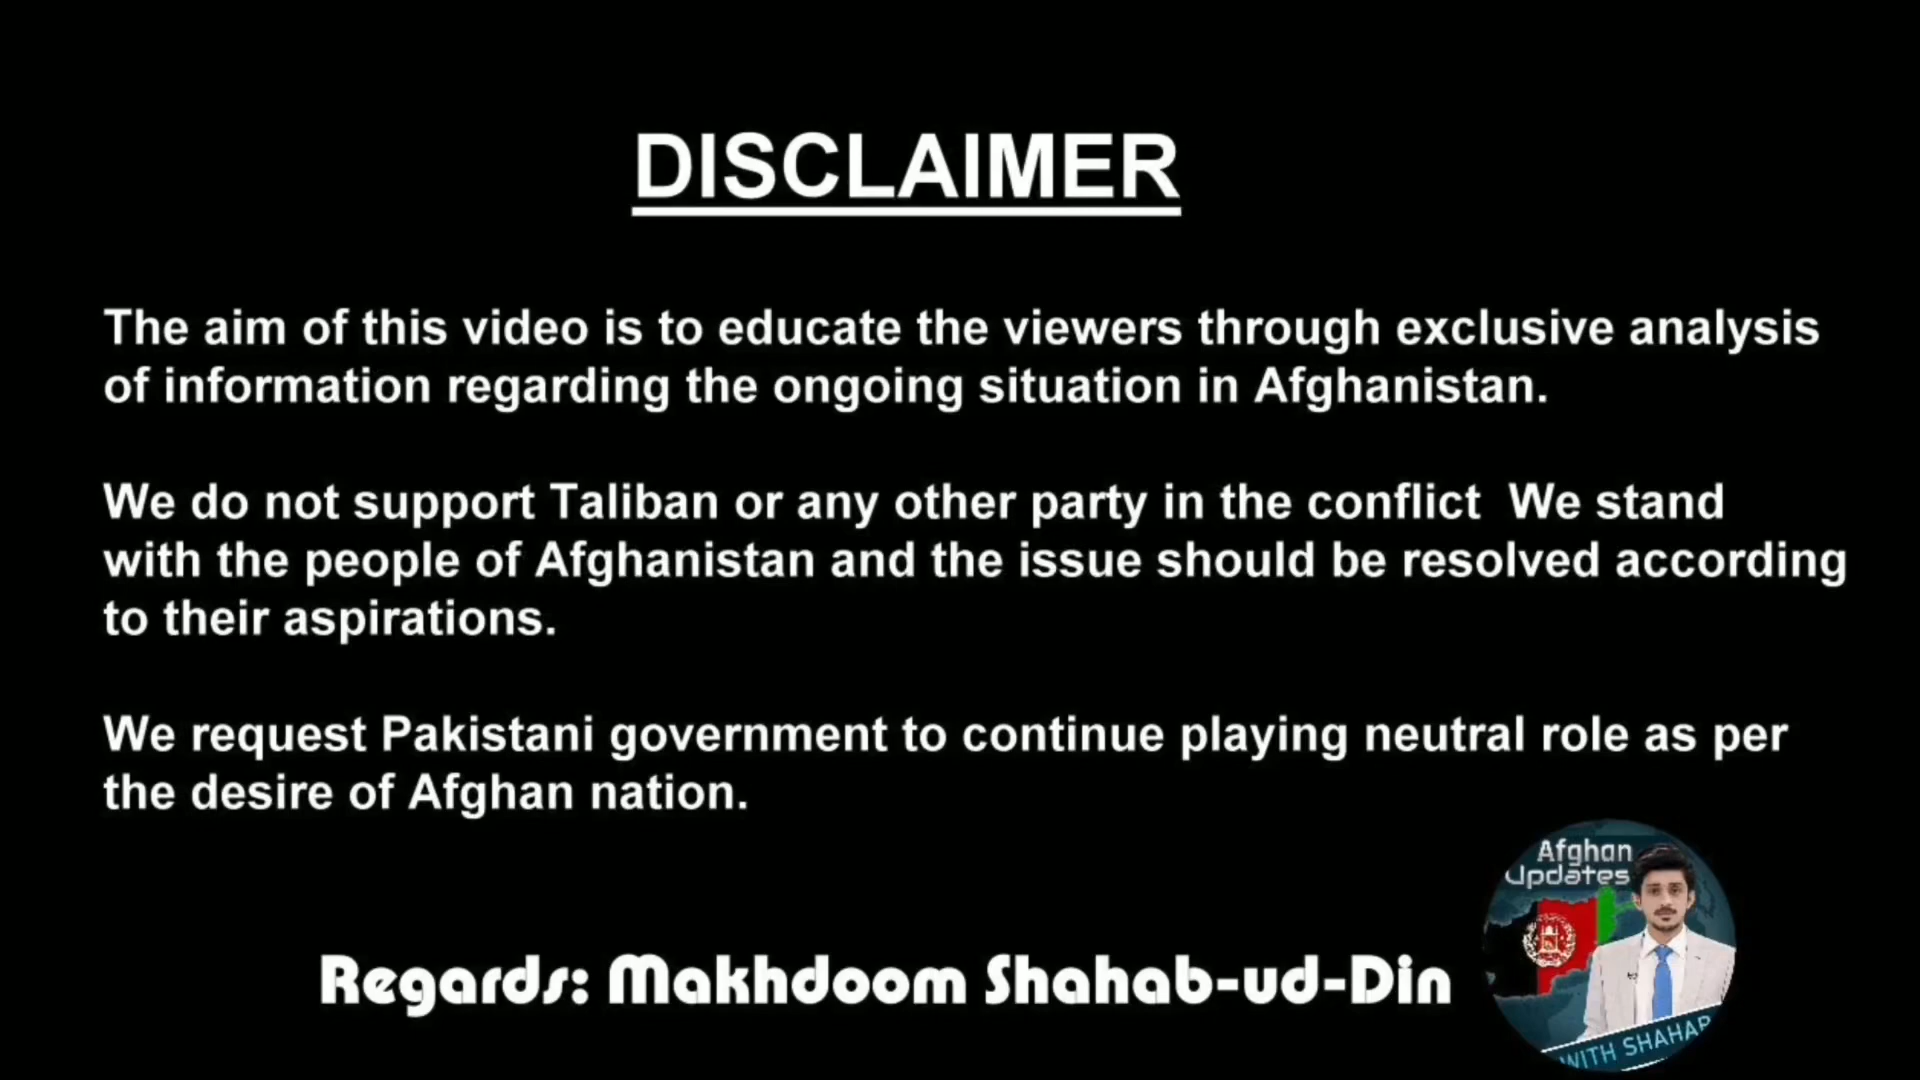 DISCLAIMER
The aim of this video is to educate the viewers through exclusive analysis
of information regarding the ongoing situation in Afghanistan.
We do not support Taliban or any other party in the conflict We stand
with the people of Afghanistan and the issue should be resolved according
to their aspirations.
We request Pakistani government to continue playing neutral role as per
the desire of Afghan nation.
Afghan
Updates
Regards: Makhdoom Shahab-ud-Din
WITH SHAHAB